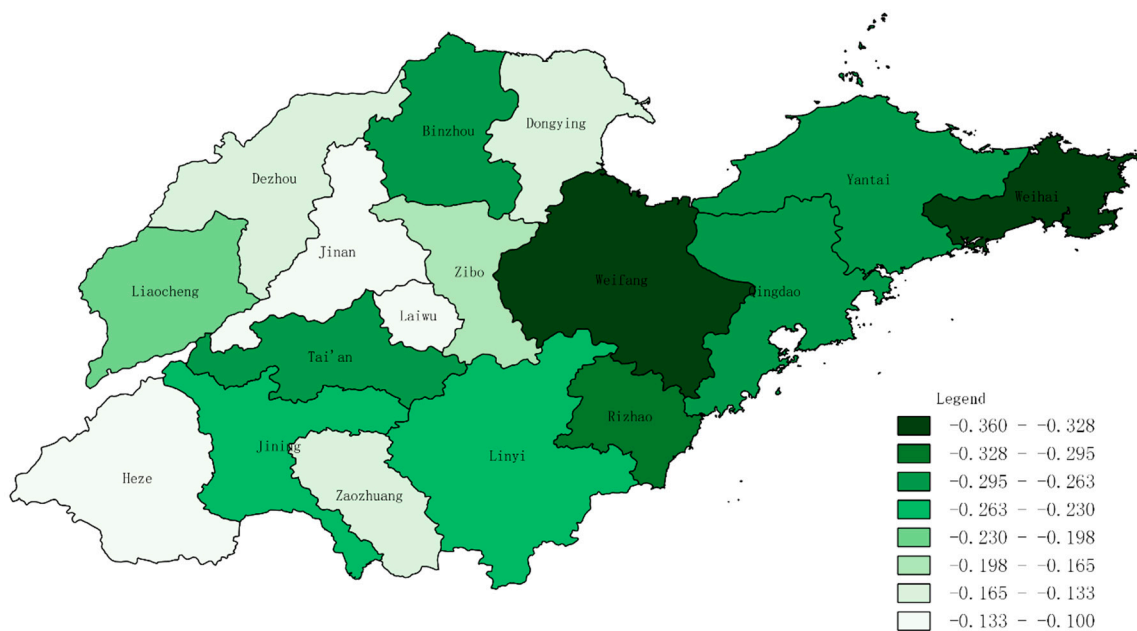 Binzhou
Dongying
Dezhou
Yantai
Weihai
Jinan
Zibo
Weifang
Liaocheng
Qingdao
Laiwu
Tai'an
Rizhao
Jining
Linyi
Heze
Zaozhuang
Legend
-0.360 - -0.328
-0.328 - -0.295
-0.295 - -0.263
-0.263 - -0.230
-0.230 - -0.198
-0.198 - -0.165
-0.165 - -0.133
-0.133 - -0.100